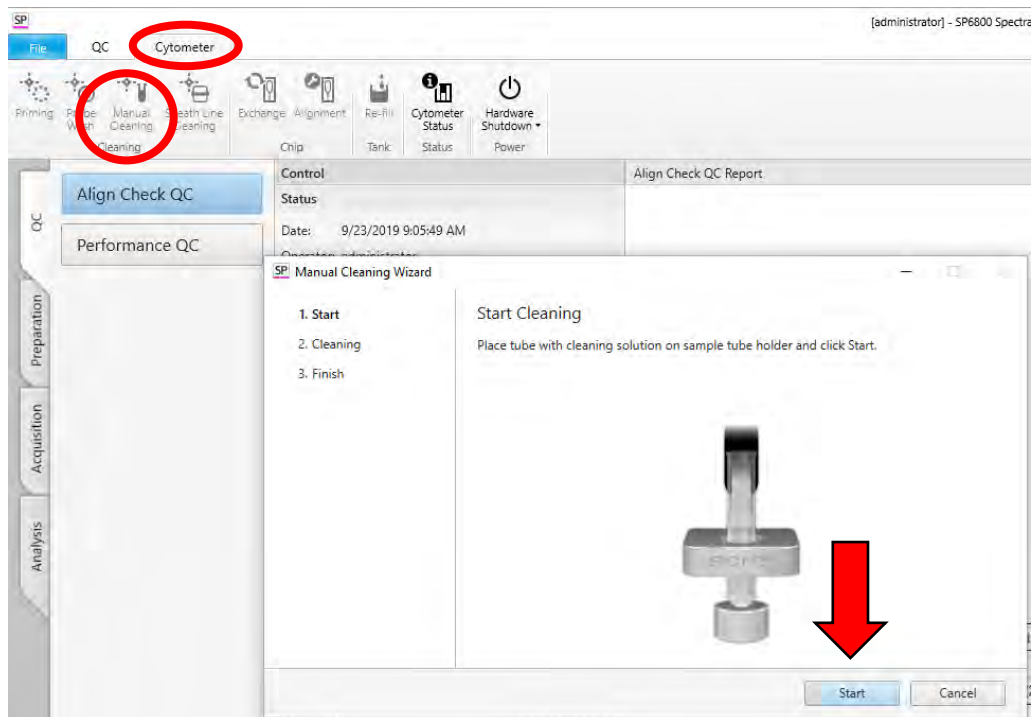 SP
[administrator] - SP6800 Spectra
File QC Cytometer
Priming
Probe Wash
Manual Cleaning
Sheath Line Cleaning
Exchange
Alignment
Re-fill
Cytometer Status
Hardware Shutdown
Cleaning Chip Tank Status Power
QC
Preparation
Acquisition
Analysis
Align Check QC
Performance QC
Control
Status
Date: 9/23/2019 9:05:49 AM
Operator: administrator
Align Check QC Report
SP Manual Cleaning Wizard
1. Start
2. Cleaning
3. Finish
Start Cleaning
Place tube with cleaning solution on sample tube holder and click Start.
Start Cancel